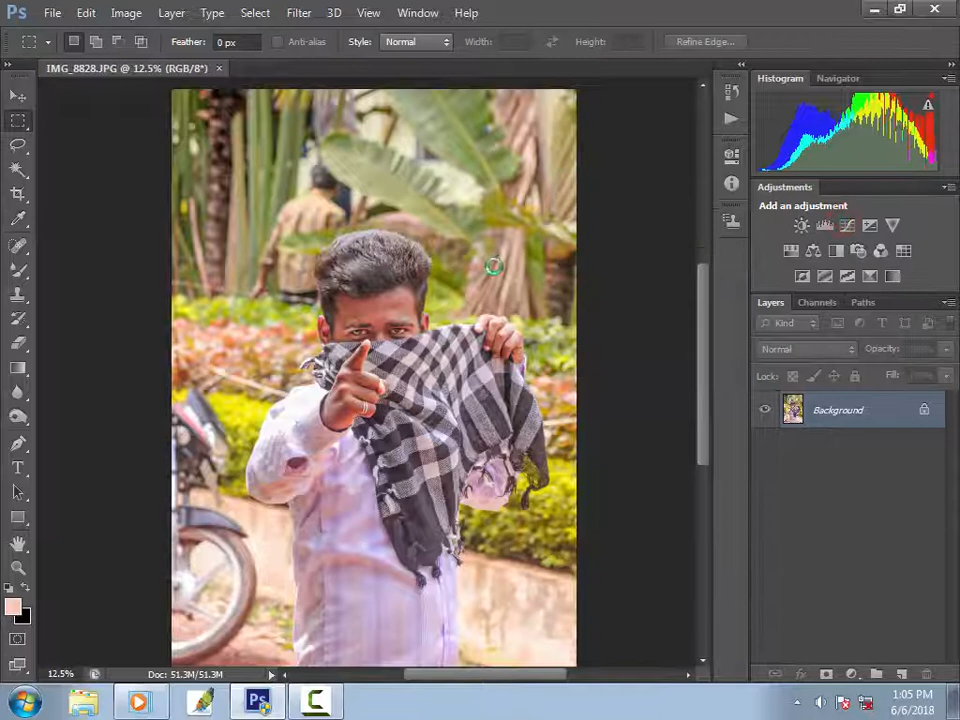 Ps File Edit Image Layer Type Select Filter 3D View Window Help
Feather: 0 px Anti-alias Style: Normal Width: Height: Refine Edge...
IMG_8828.JPG @ 12.5% (RGB/8*) ×
Histogram Navigator
Adjustments
Add an adjustment
Layers Channels Paths
Kind
Normal Opacity:
Lock: Fill:
Background
12.5% Doc: 51.3M/51.3M
1:05 PM
6/6/2018